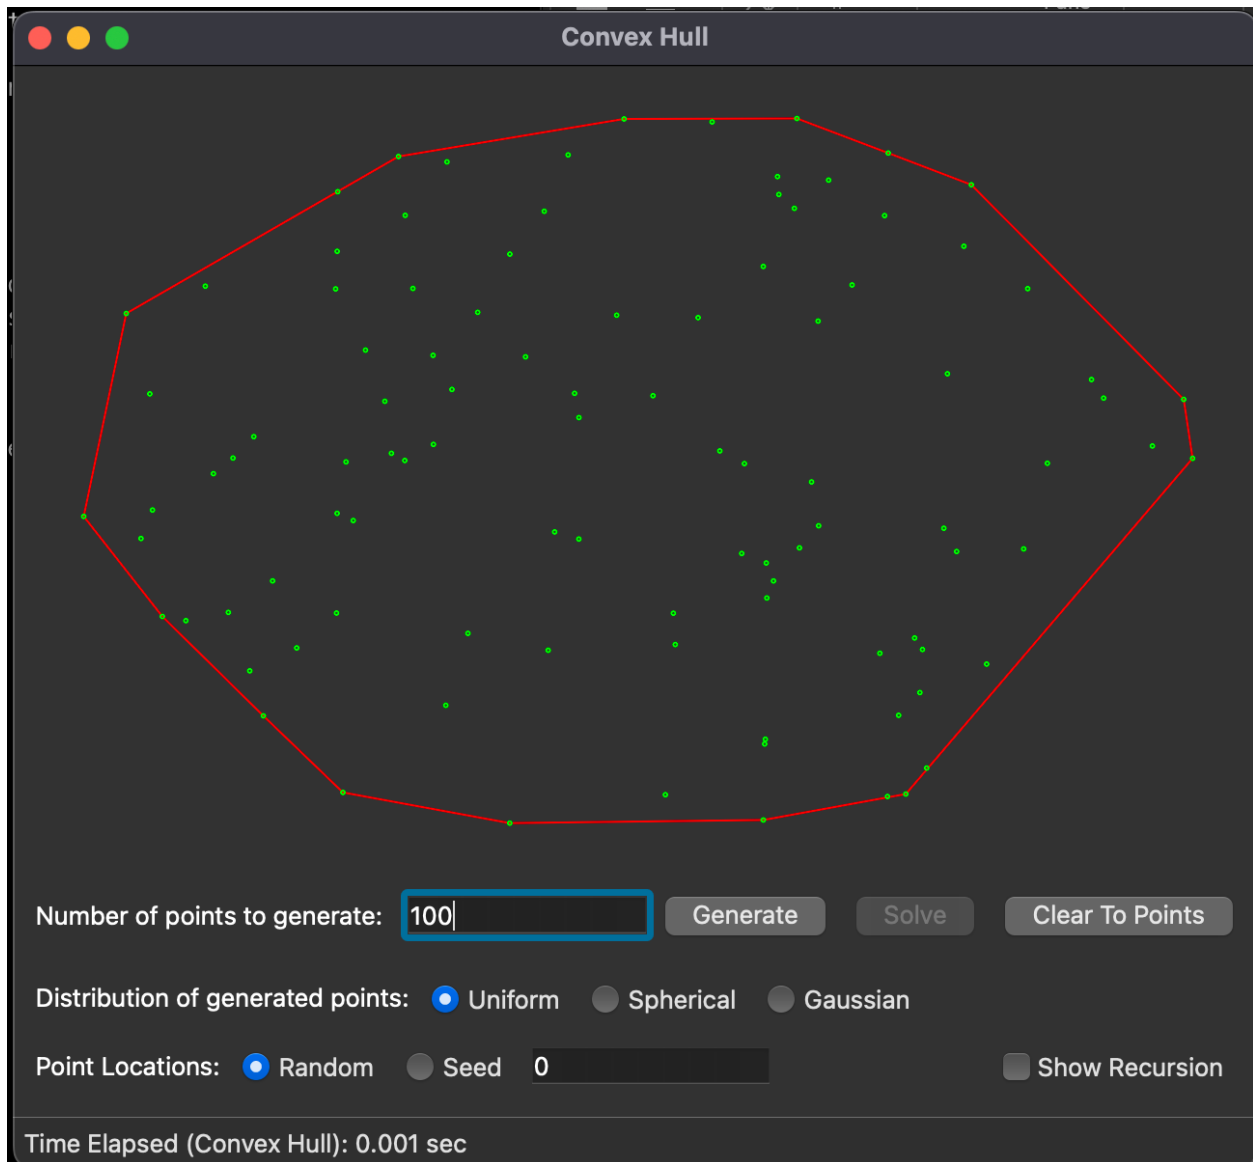 Convex Hull
Number of points to generate: 100 Generate Solve Clear To Points
Distribution of generated points: Uniform Spherical Gaussian
Point Locations: Random Seed 0 Show Recursion
Time Elapsed (Convex Hull): 0.001 sec